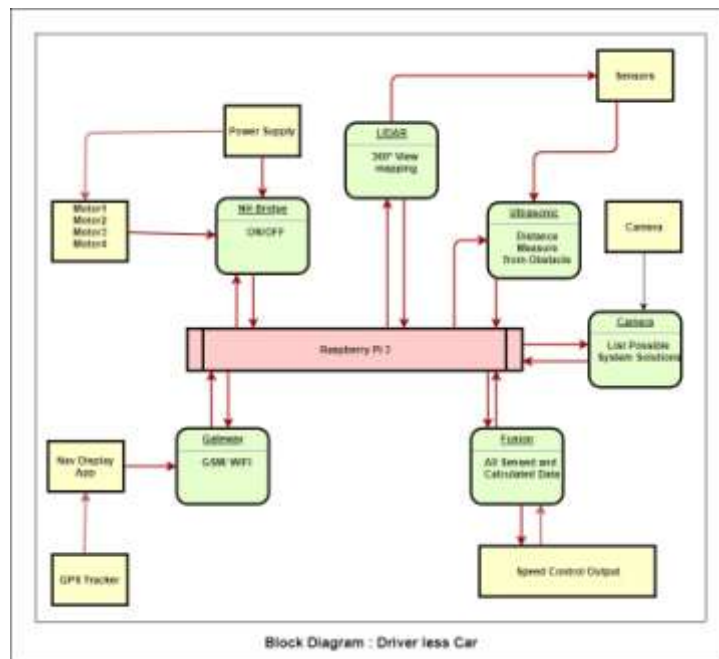 Sensors
Power Supply
LIDAR
360° View
mapping
Motor1
Motor2
Motor3
Motor4
NH Bridge
ON/OFF
Ultrasonic
Distance
Measure
from Obstacle
Camera
Raspberry Pi 3
Camera
List Possible
System Solutions
Nav Display
App
Gateway
GSM/ WIFI
Fusion
All Sensed and
Calculated Data
GPS Tracker
Speed Control Output
Block Diagram : Driver less Car